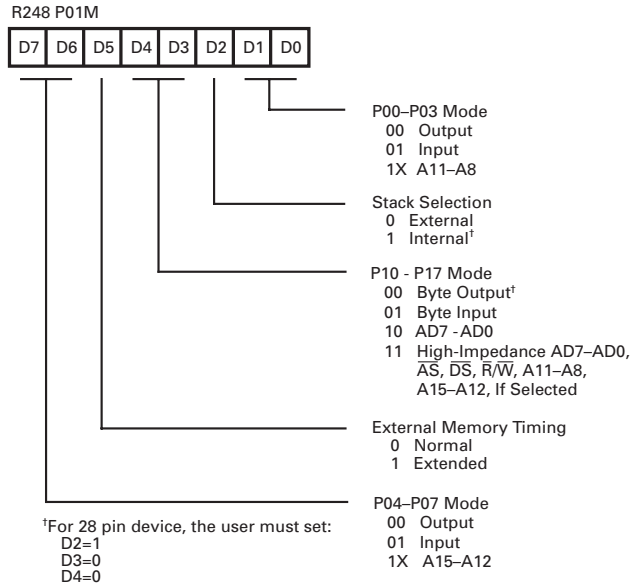 R248 P01M
D7 D6 D5 D4 D3 D2 D1 D0
P00–P03 Mode
00 Output
01 Input
1X A11–A8
Stack Selection
0 External
1 Internal†
P10 - P17 Mode
00 Byte Output†
01 Byte Input
10 AD7 - AD0
11 High-Impedance AD7–AD0,
A̅S̅, D̅S̅, R̅/W̅, A11–A8,
A15–A12, If Selected
External Memory Timing
0 Normal
1 Extended
P04–P07 Mode
00 Output
01 Input
1X A15–A12
†For 28 pin device, the user must set:
D2=1
D3=0
D4=0